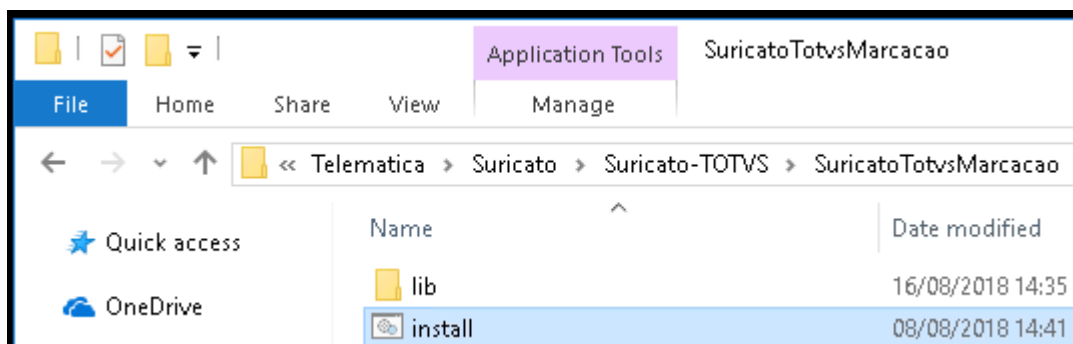 Application Tools SuricatoTotvsMarcacao
File Home Share View Manage
« Telematica > Suricato > Suricato-TOTVS > SuricatoTotvsMarcacao
Quick access
OneDrive
Name Date modified
lib 16/08/2018 14:35
install 08/08/2018 14:41